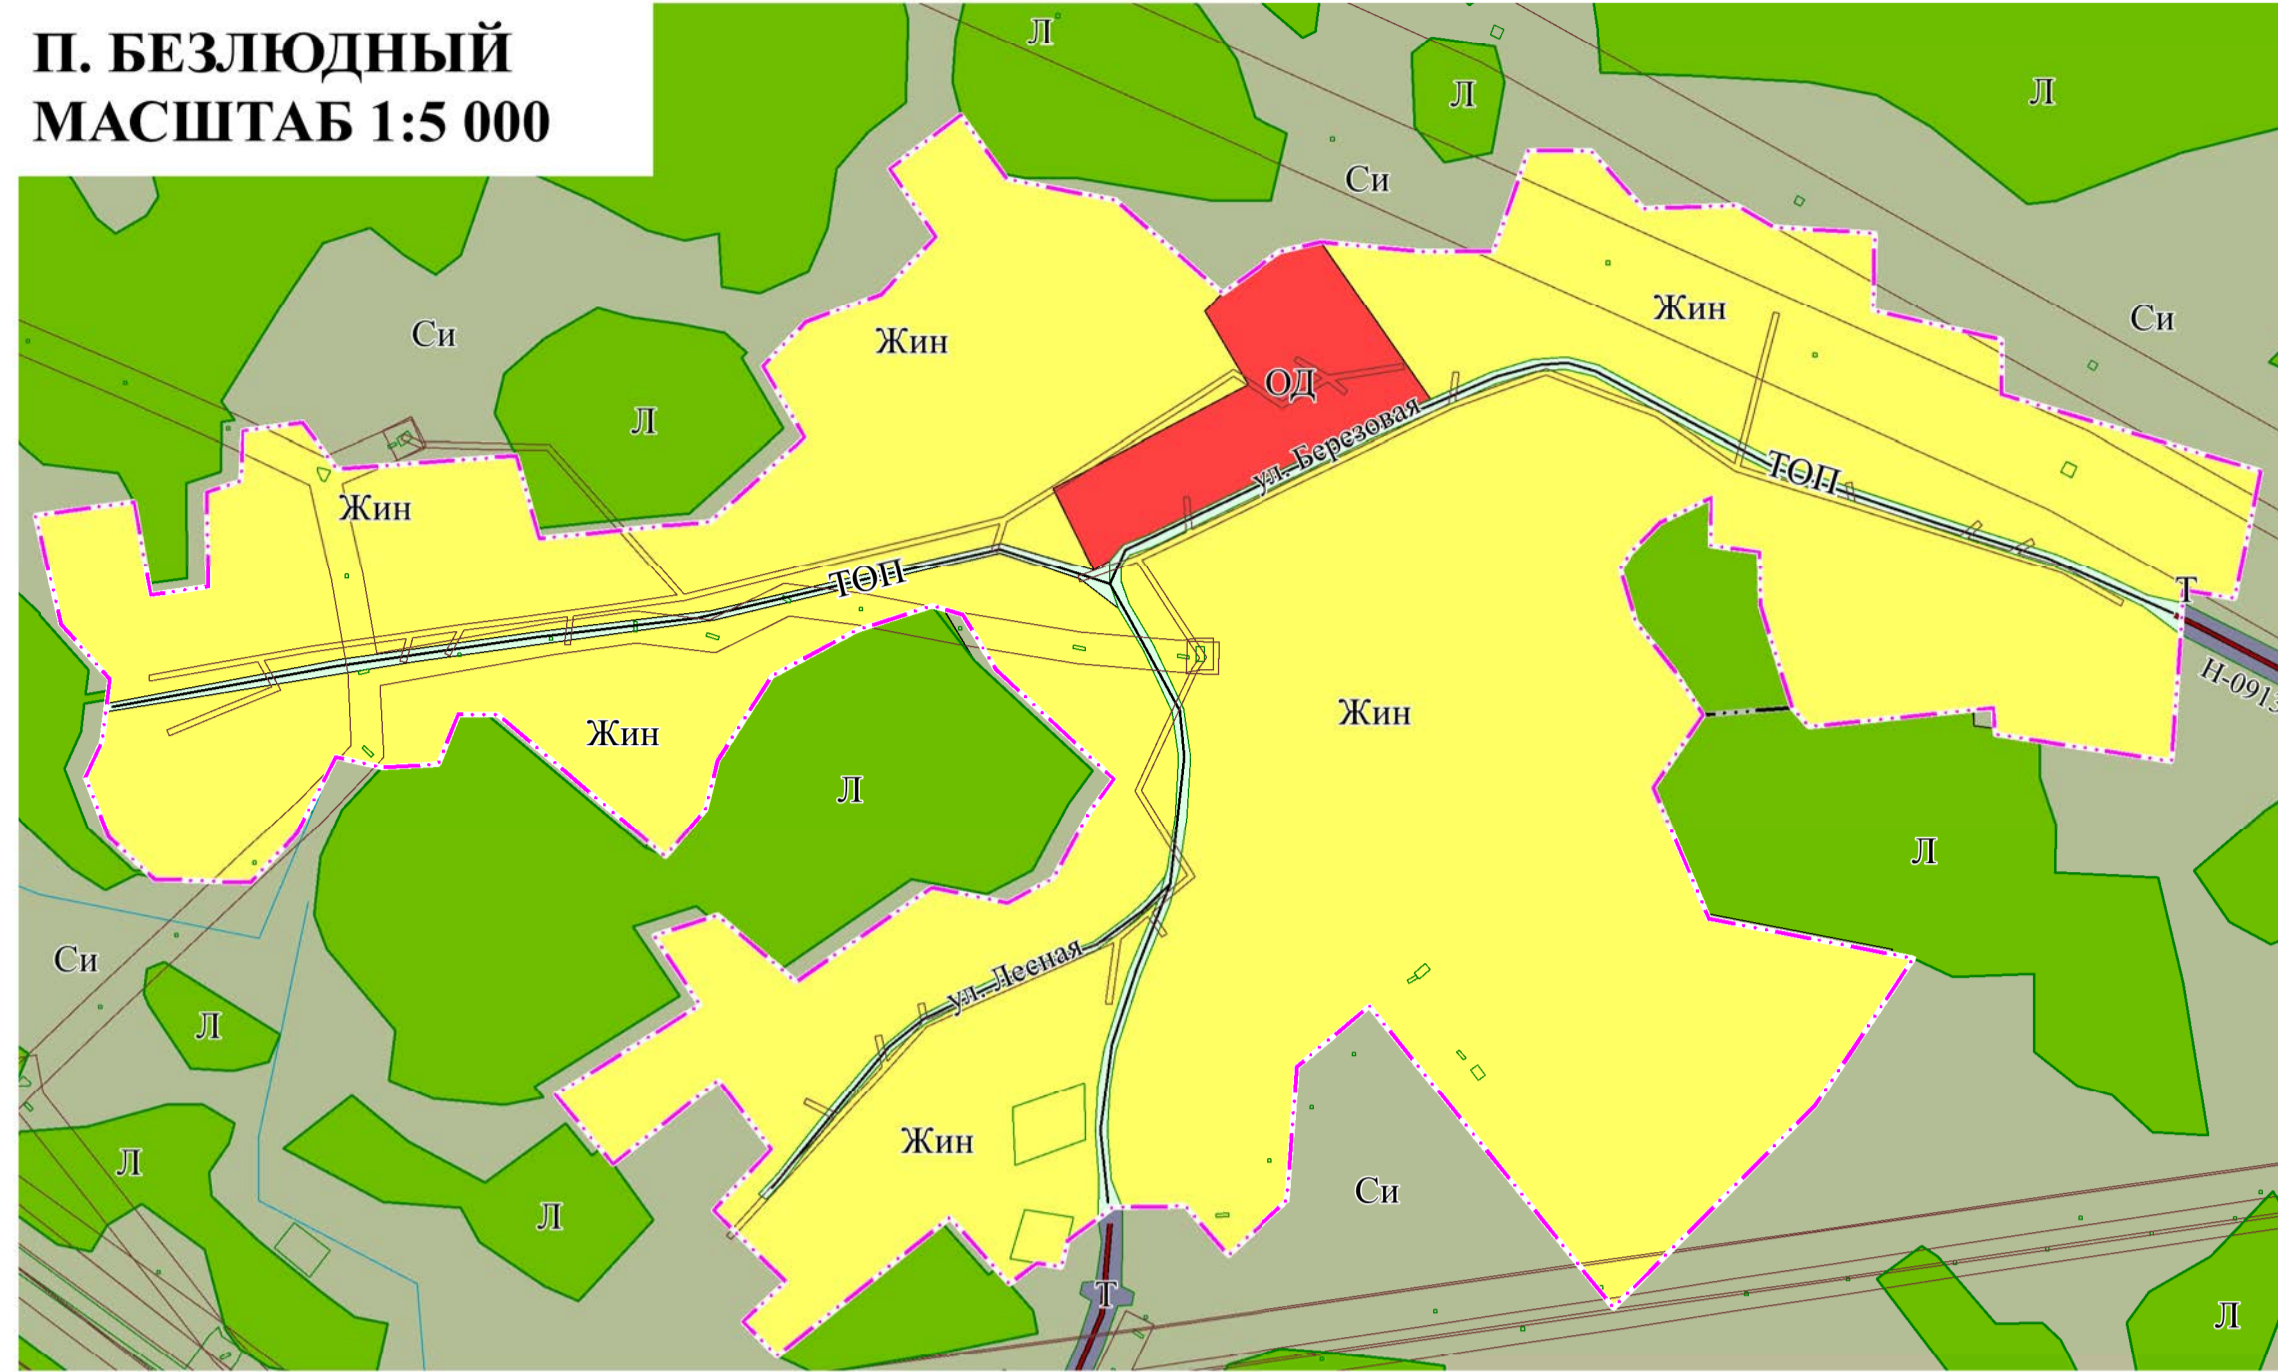 П. БЕЗЛЮДНЫЙ
МАСШТАБ 1:5 000
Л
Л
Л
Си
Си
Си
Жин
Жин
ОД
Л
ул. Березовая
ТОП
Жин
ТОП
Т
Н-0913
Жин
Жин
Л
Л
Си
ул. Лесная
Л
Жин
Л
Си
Л
Т
Л